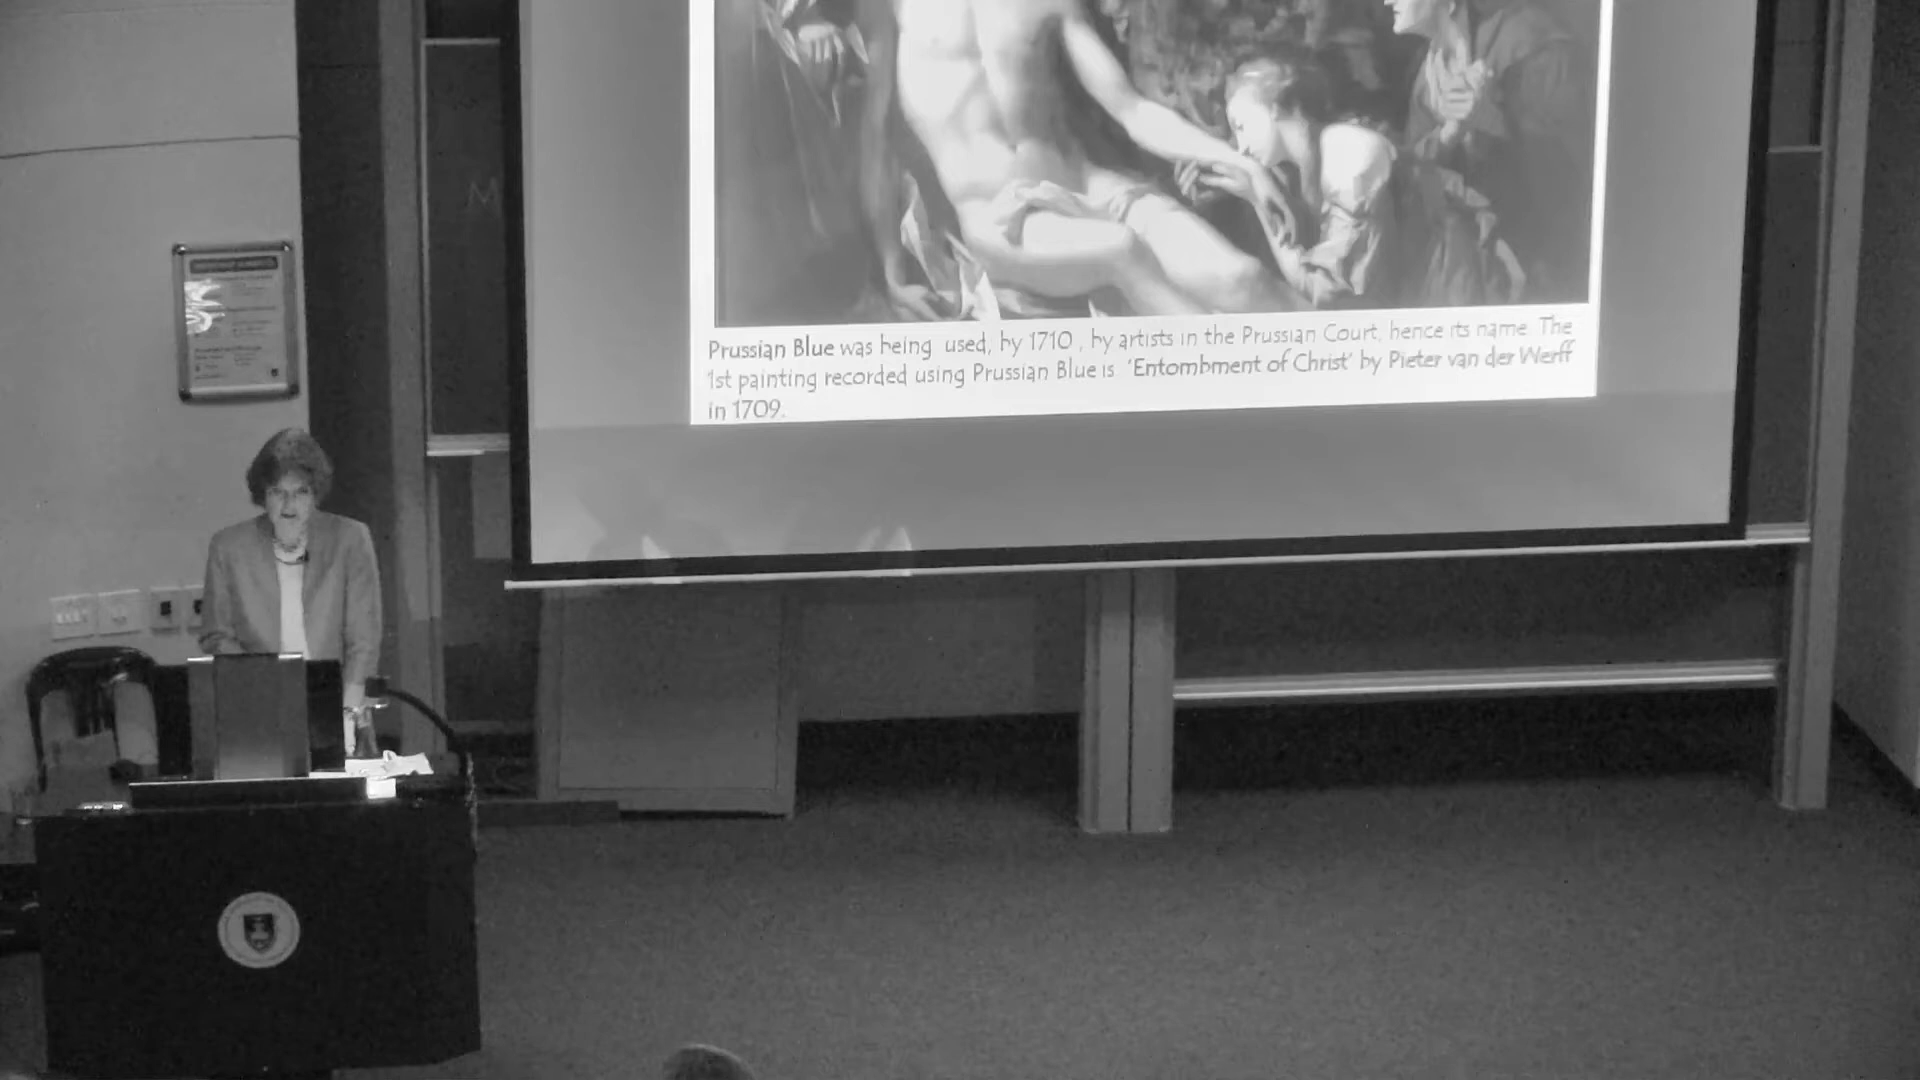 Prussian Blue was being used, by 1710, by artists in the Prussian Court, hence its name. The
1st painting recorded using Prussian Blue is 'Entombment of Christ' by Pieter van der Werff
in 1709.
M